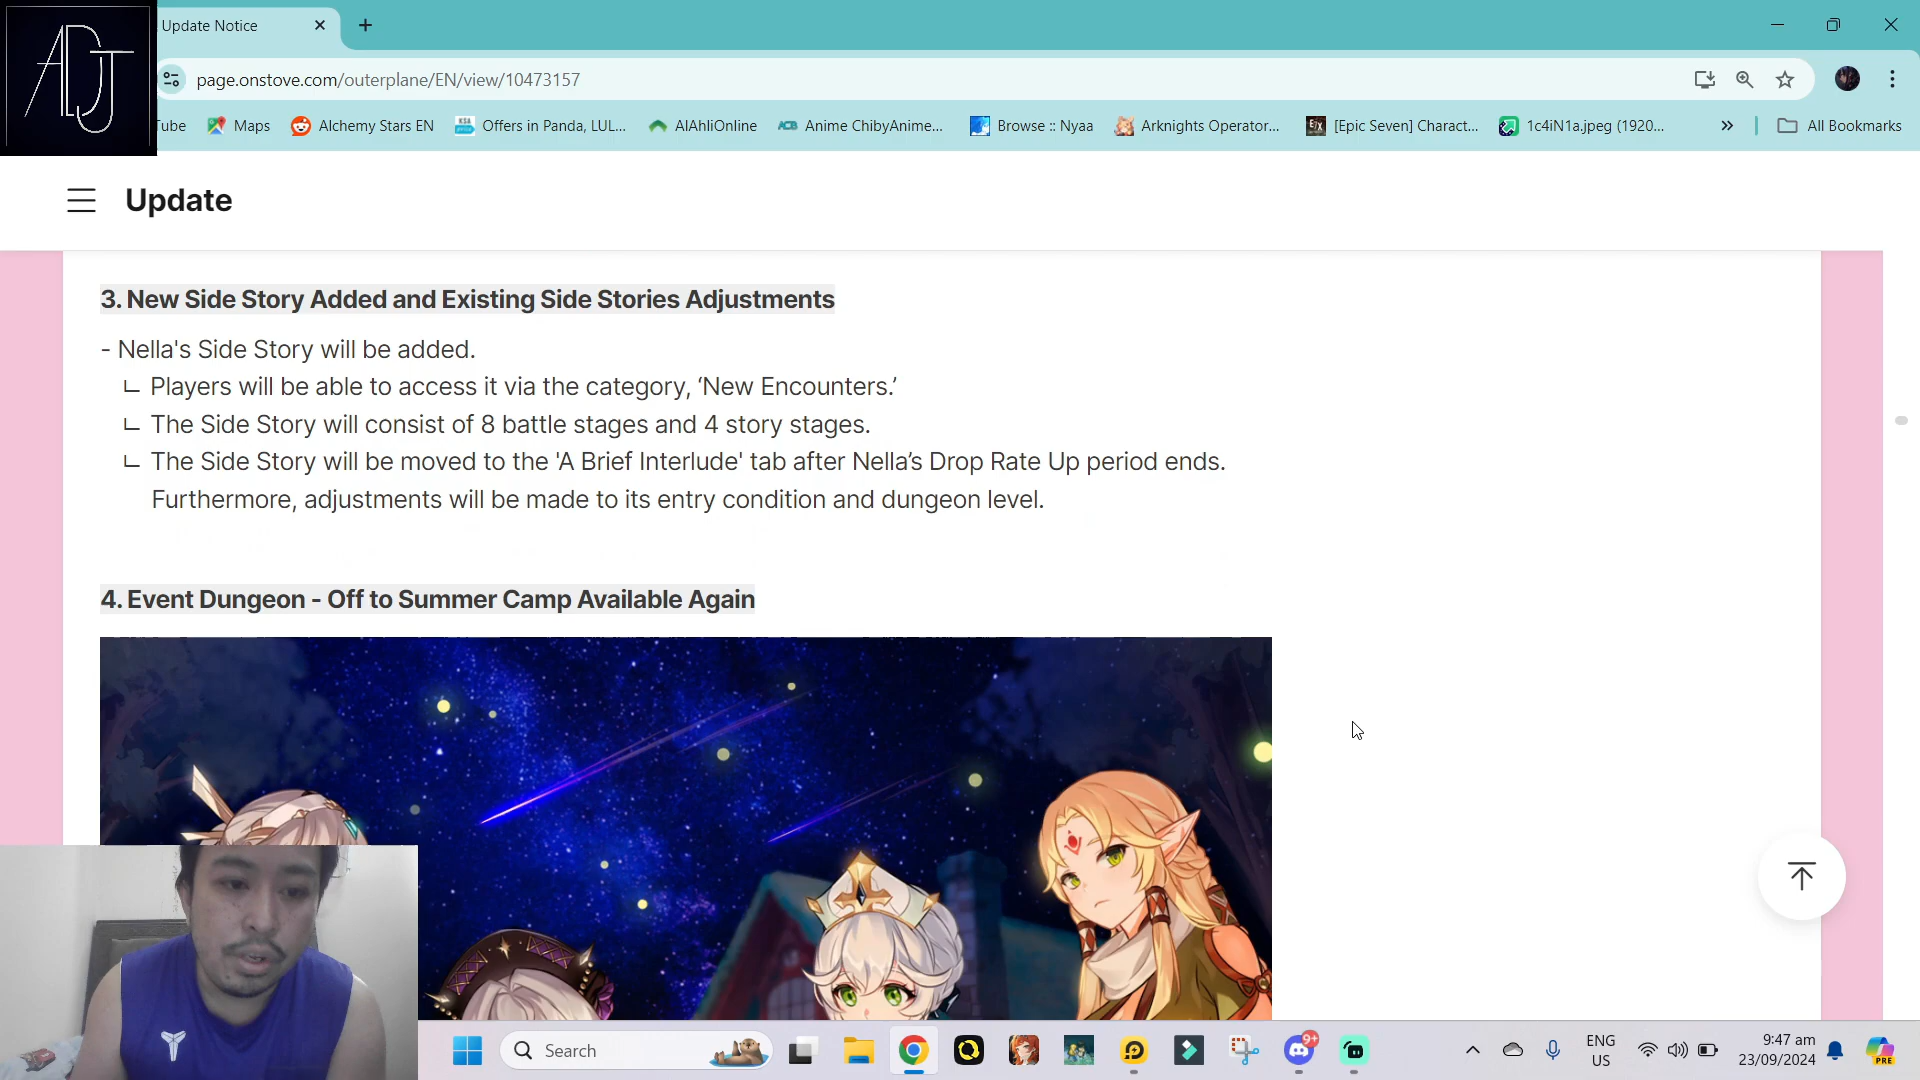 ADJ
Update Notice
page.onstove.com/outerplane/EN/view/10473157
Tube
Maps
Alchemy Stars EN
Offers in Panda, LUL...
AlAhliOnline
Anime ChibyAnime...
Browse :: Nyaa
Arknights Operator...
[Epic Seven] Charact...
1c4iN1a.jpeg (1920...
All Bookmarks
Update
3. New Side Story Added and Existing Side Stories Adjustments
- Nella's Side Story will be added.
ㄴ Players will be able to access it via the category, ‘New Encounters.’
ㄴ The Side Story will consist of 8 battle stages and 4 story stages.
ㄴ The Side Story will be moved to the 'A Brief Interlude' tab after Nella’s Drop Rate Up period ends.
Furthermore, adjustments will be made to its entry condition and dungeon level.
4. Event Dungeon - Off to Summer Camp Available Again
Search
9+
ENG
US
9:47 am
23/09/2024
PRE